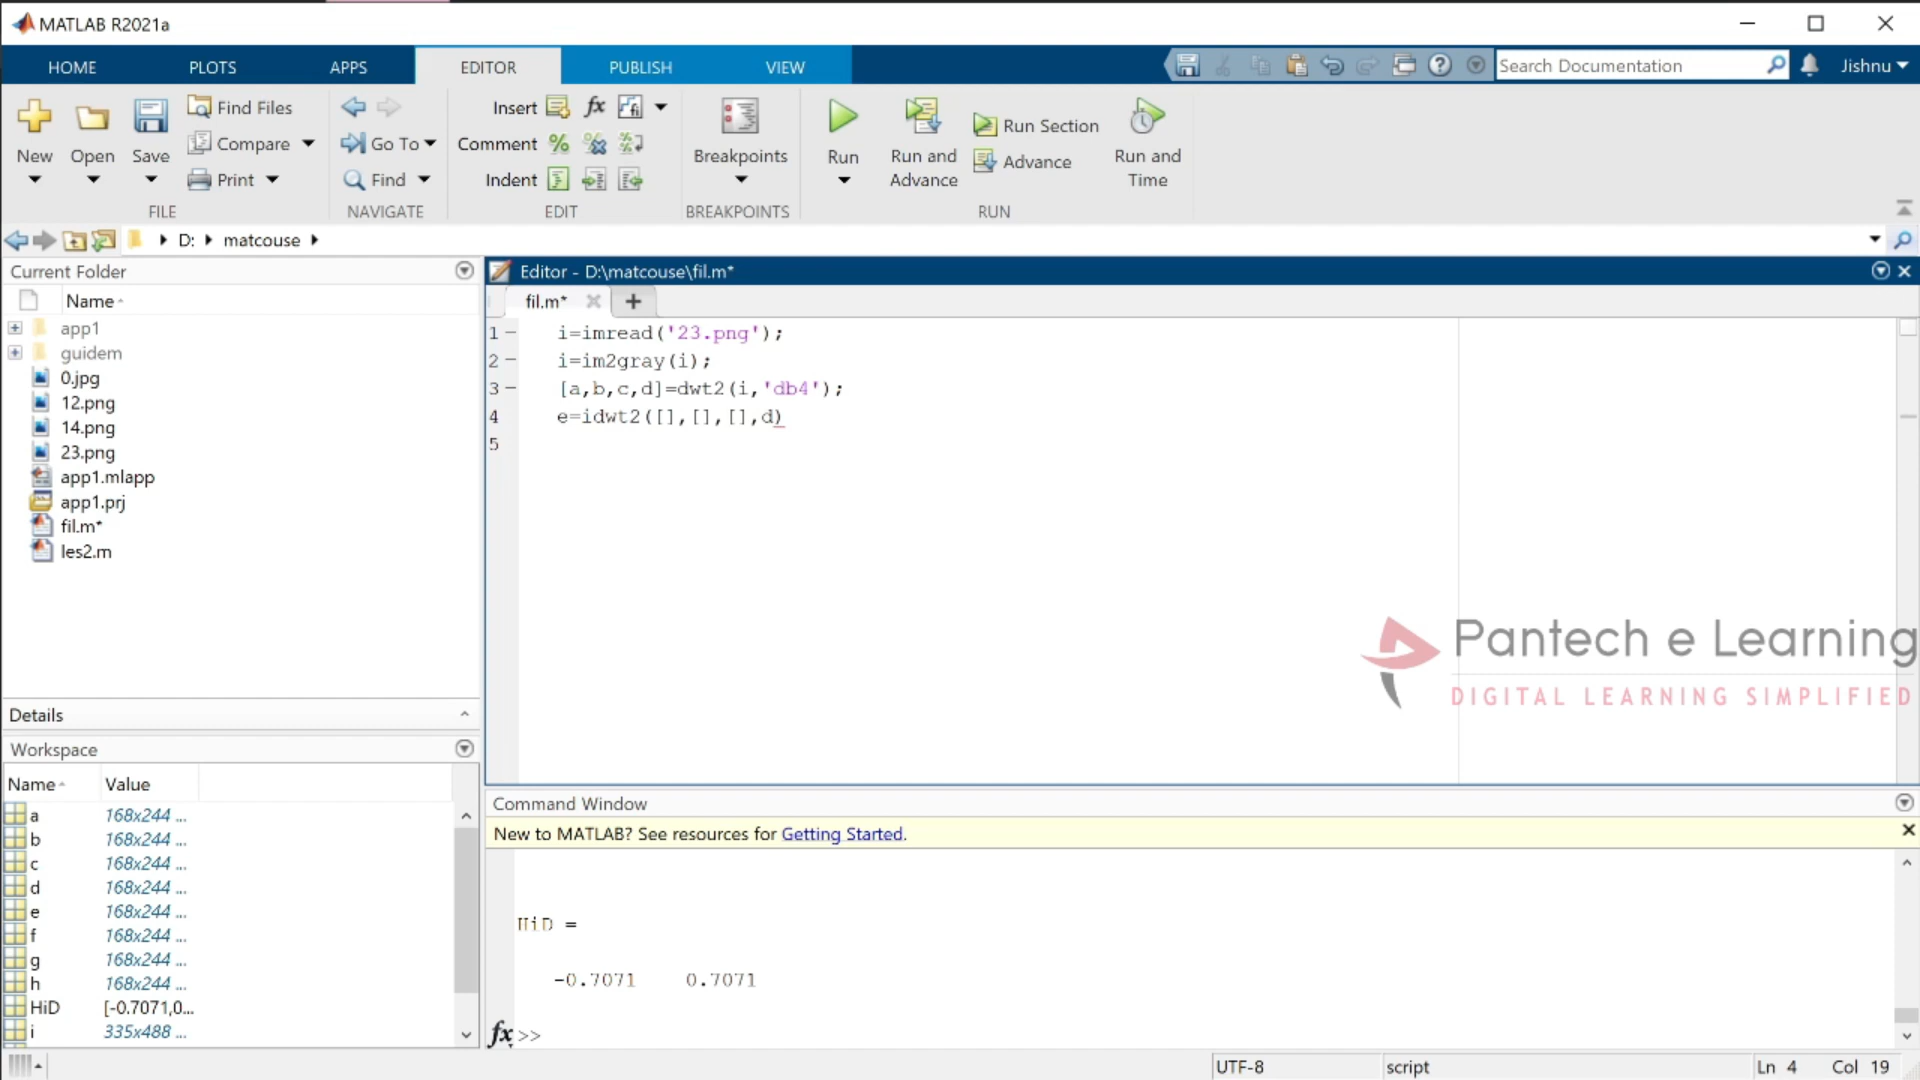 MATLAB R2021a
HOME PLOTS APPS EDITOR PUBLISH VIEW Search Documentation Jishnu
New Open Save Find Files Compare Print
FILE
Go To Find
NAVIGATE
Insert fx
Comment
Indent
EDIT
Breakpoints
BREAKPOINTS
Run Run and Advance Run Section Advance Run and Time
RUN
D: matcouse
Current Folder
Name
app1
guidem
0.jpg
12.png
14.png
23.png
app1.mlapp
app1.prj
fil.m*
les2.m
Details
Workspace
Name Value
a 168x244 ...
b 168x244 ...
c 168x244 ...
d 168x244 ...
e 168x244 ...
f 168x244 ...
g 168x244 ...
h 168x244 ...
HiD [-0.7071,0...
i 335x488 ...
Editor - D:\matcouse\fil.m*
fil.m*
1 i=imread('23.png');
2 i=im2gray(i);
3 [a,b,c,d]=dwt2(i,'db4');
4 e=idwt2([],[],[],d)
5
Pantech e Learning
DIGITAL LEARNING SIMPLIFIED
Command Window
New to MATLAB? See resources for Getting Started.
HiD =
-0.7071 0.7071
fx >>
UTF-8 script Ln 4 Col 19